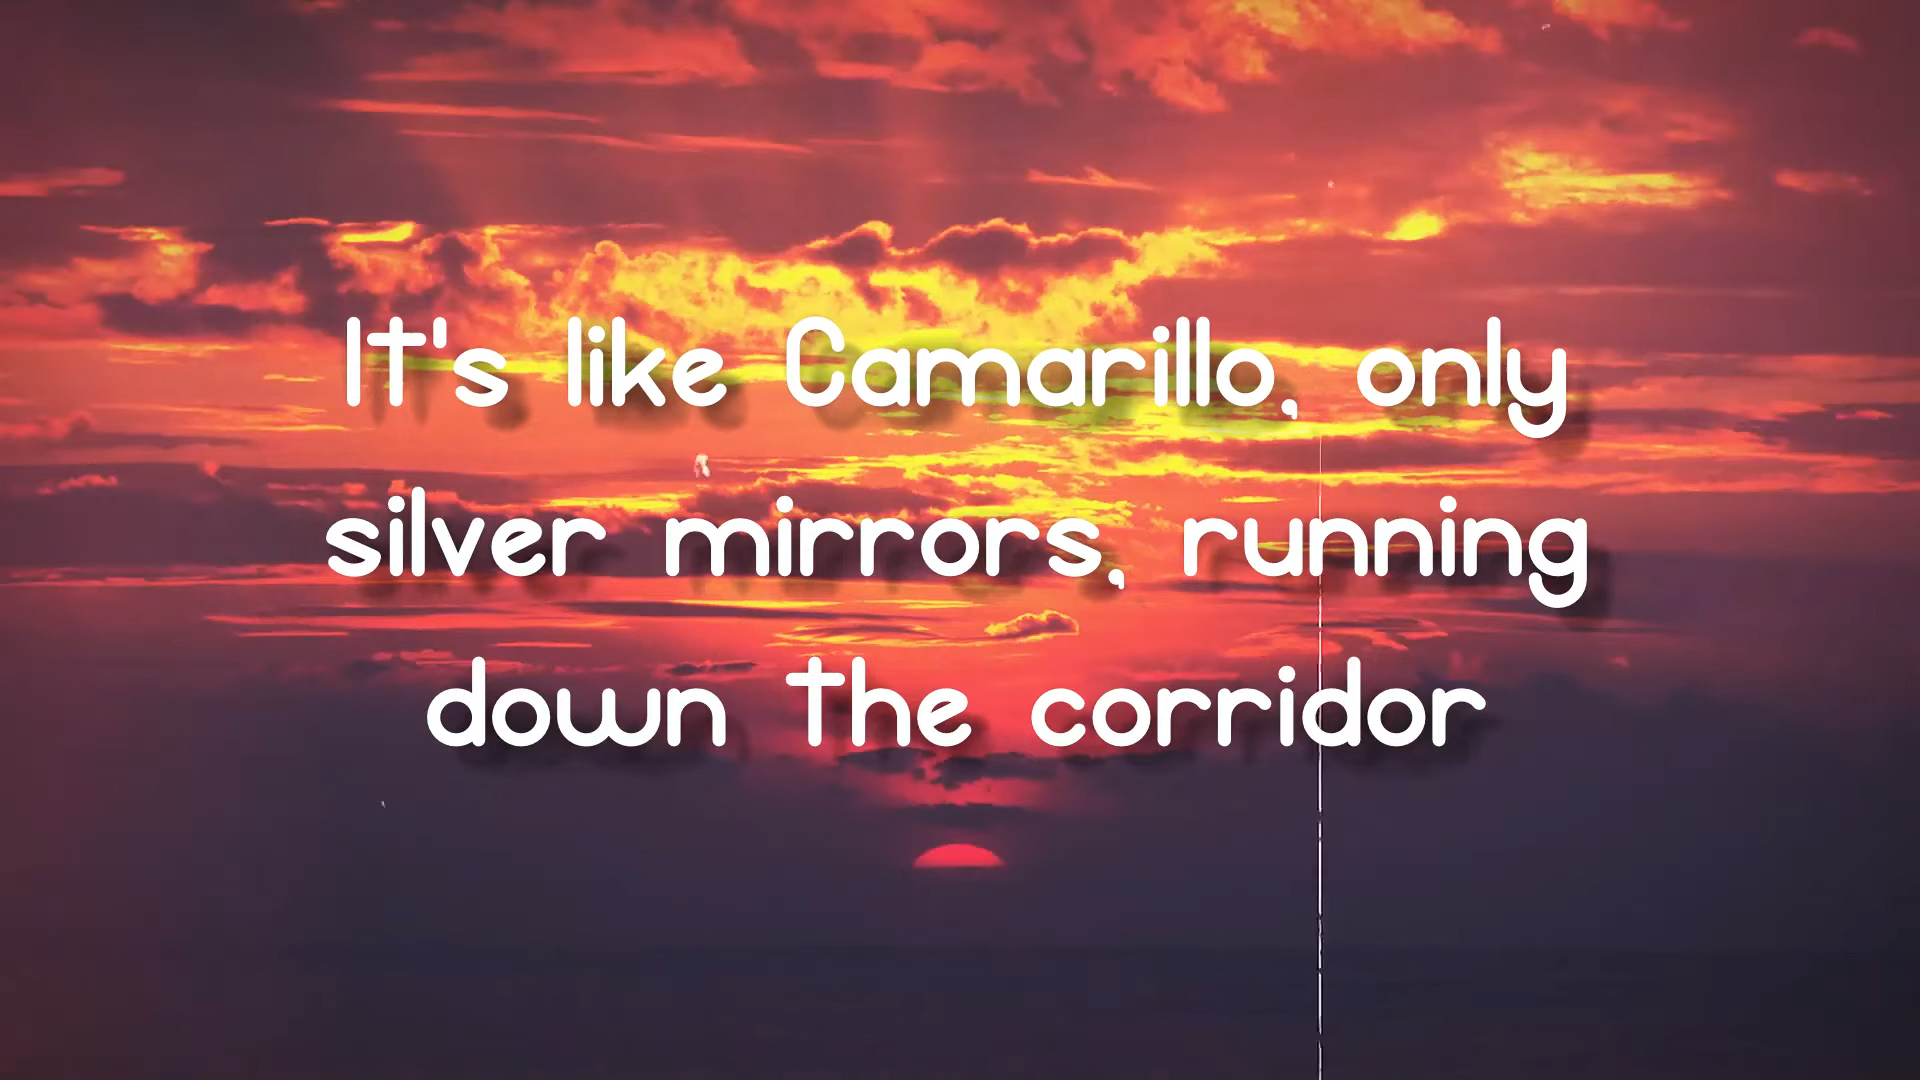 It's like Camarillo, only
silver mirrors, running
down the corridor